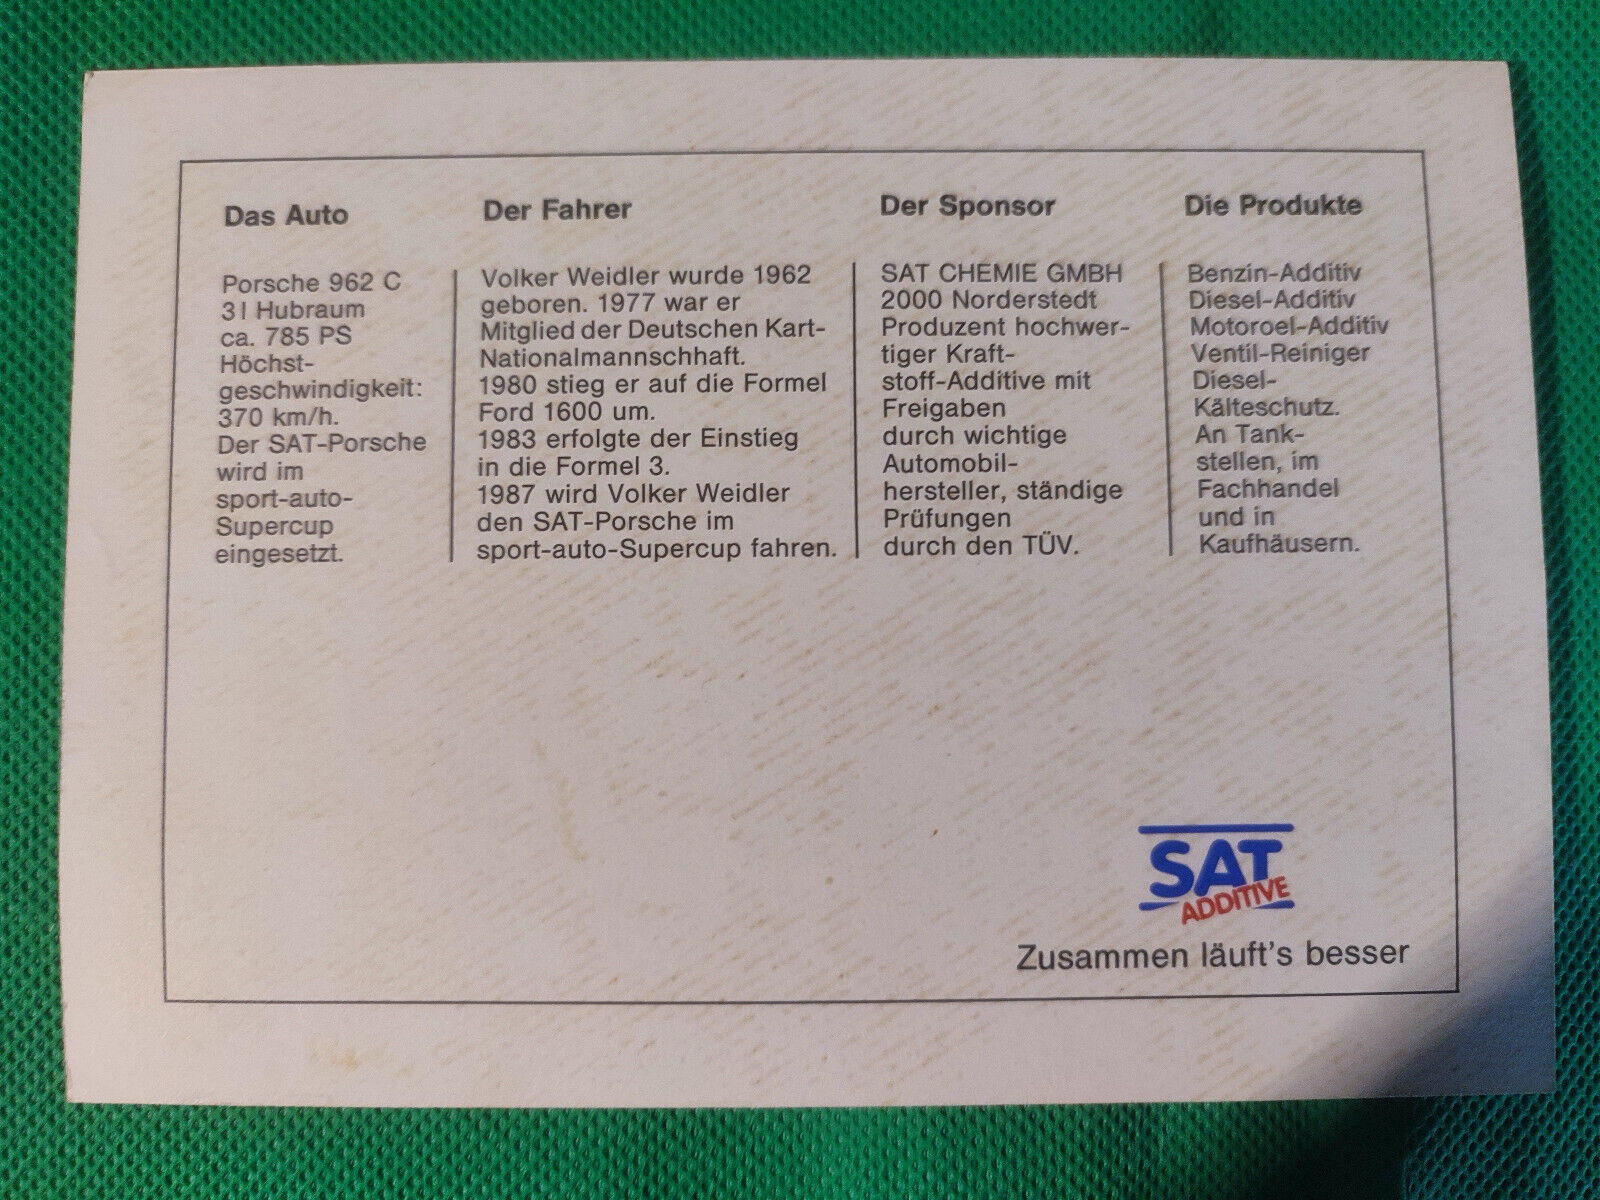 Das Auto
Porsche 962 C
3 l Hubraum
ca. 785 PS
Höchst-
geschwindigkeit:
370 km/h.
Der SAT-Porsche
wird im
sport-auto-
Supercup
eingesetzt.
Der Fahrer
Volker Weidler wurde 1962
geboren. 1977 war er
Mitglied der Deutschen Kart-
Nationalmannschhaft.
1980 stieg er auf die Formel
Ford 1600 um.
1983 erfolgte der Einstieg
in die Formel 3.
1987 wird Volker Weidler
den SAT-Porsche im
sport-auto-Supercup fahren.
Der Sponsor
SAT CHEMIE GMBH
2000 Norderstedt
Produzent hochwer-
tiger Kraft-
stoff-Additive mit
Freigaben
durch wichtige
Automobil-
hersteller, ständige
Prüfungen
durch den TÜV.
Die Produkte
Benzin-Additiv
Diesel-Additiv
Motoroel-Additiv
Ventil-Reiniger
Diesel-
Kälteschutz.
An Tank-
stellen, im
Fachhandel
und in
Kaufhäusern.
SAT
ADDITIVE
Zusammen läuft's besser